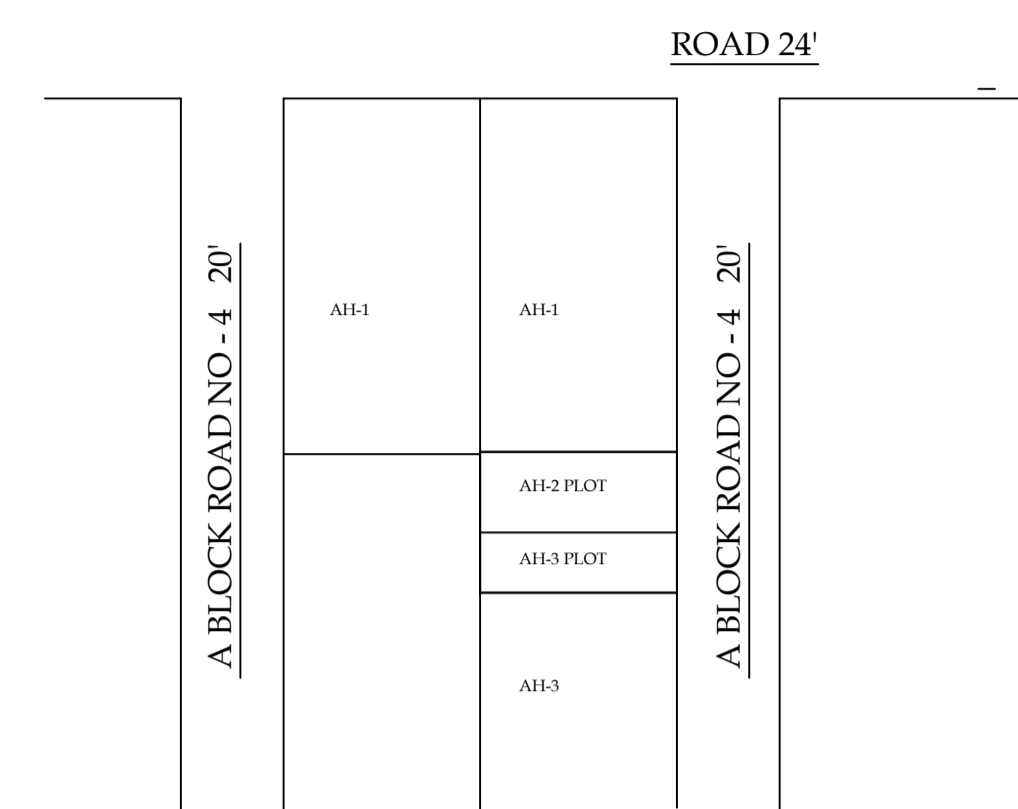 ROAD 24'
A BLOCK ROAD NO - 4 20'
AH-1
AH-1
A BLOCK ROAD NO - 4 20'
AH-2 PLOT
AH-3 PLOT
AH-3